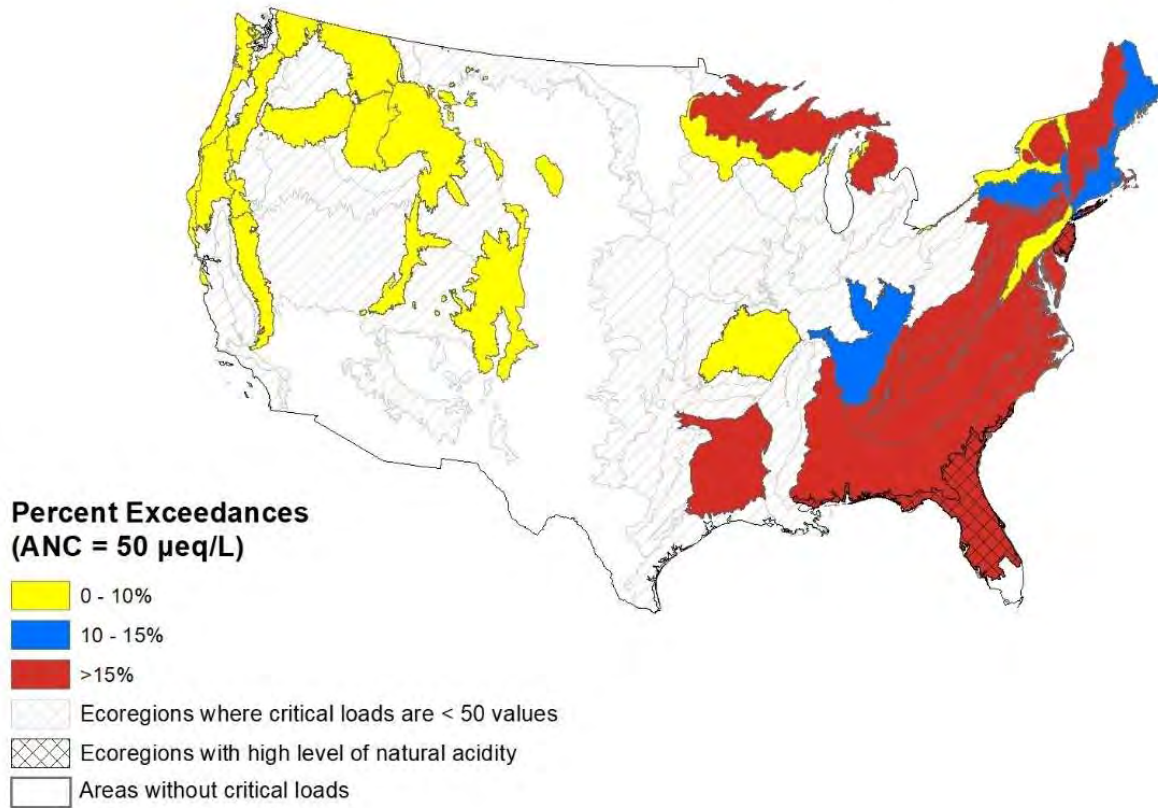 Percent Exceedances
(ANC = 50 µeq/L)
0 - 10%
10 - 15%
>15%
Ecoregions where critical loads are < 50 values
Ecoregions with high level of natural acidity
Areas without critical loads